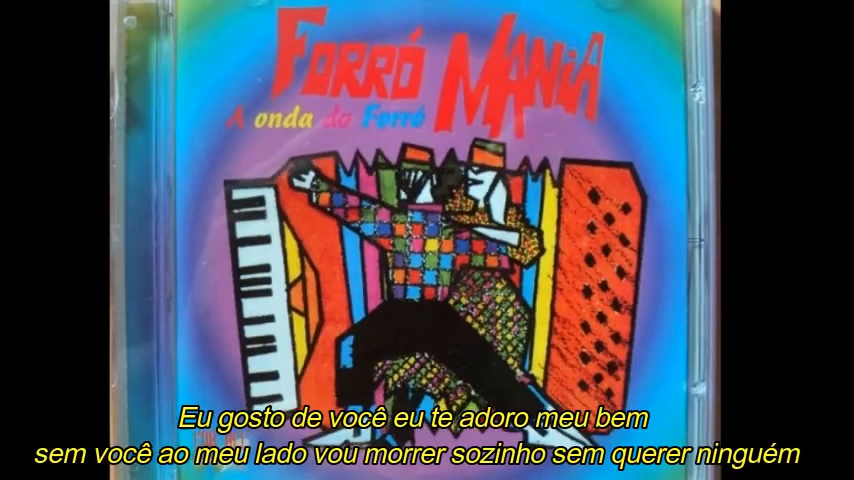 FORRÓ MANIA
A onda do Forró
Eu gosto de você eu te adoro meu bem
sem você ao meu lado vou morrer sozinho sem querer ninguém